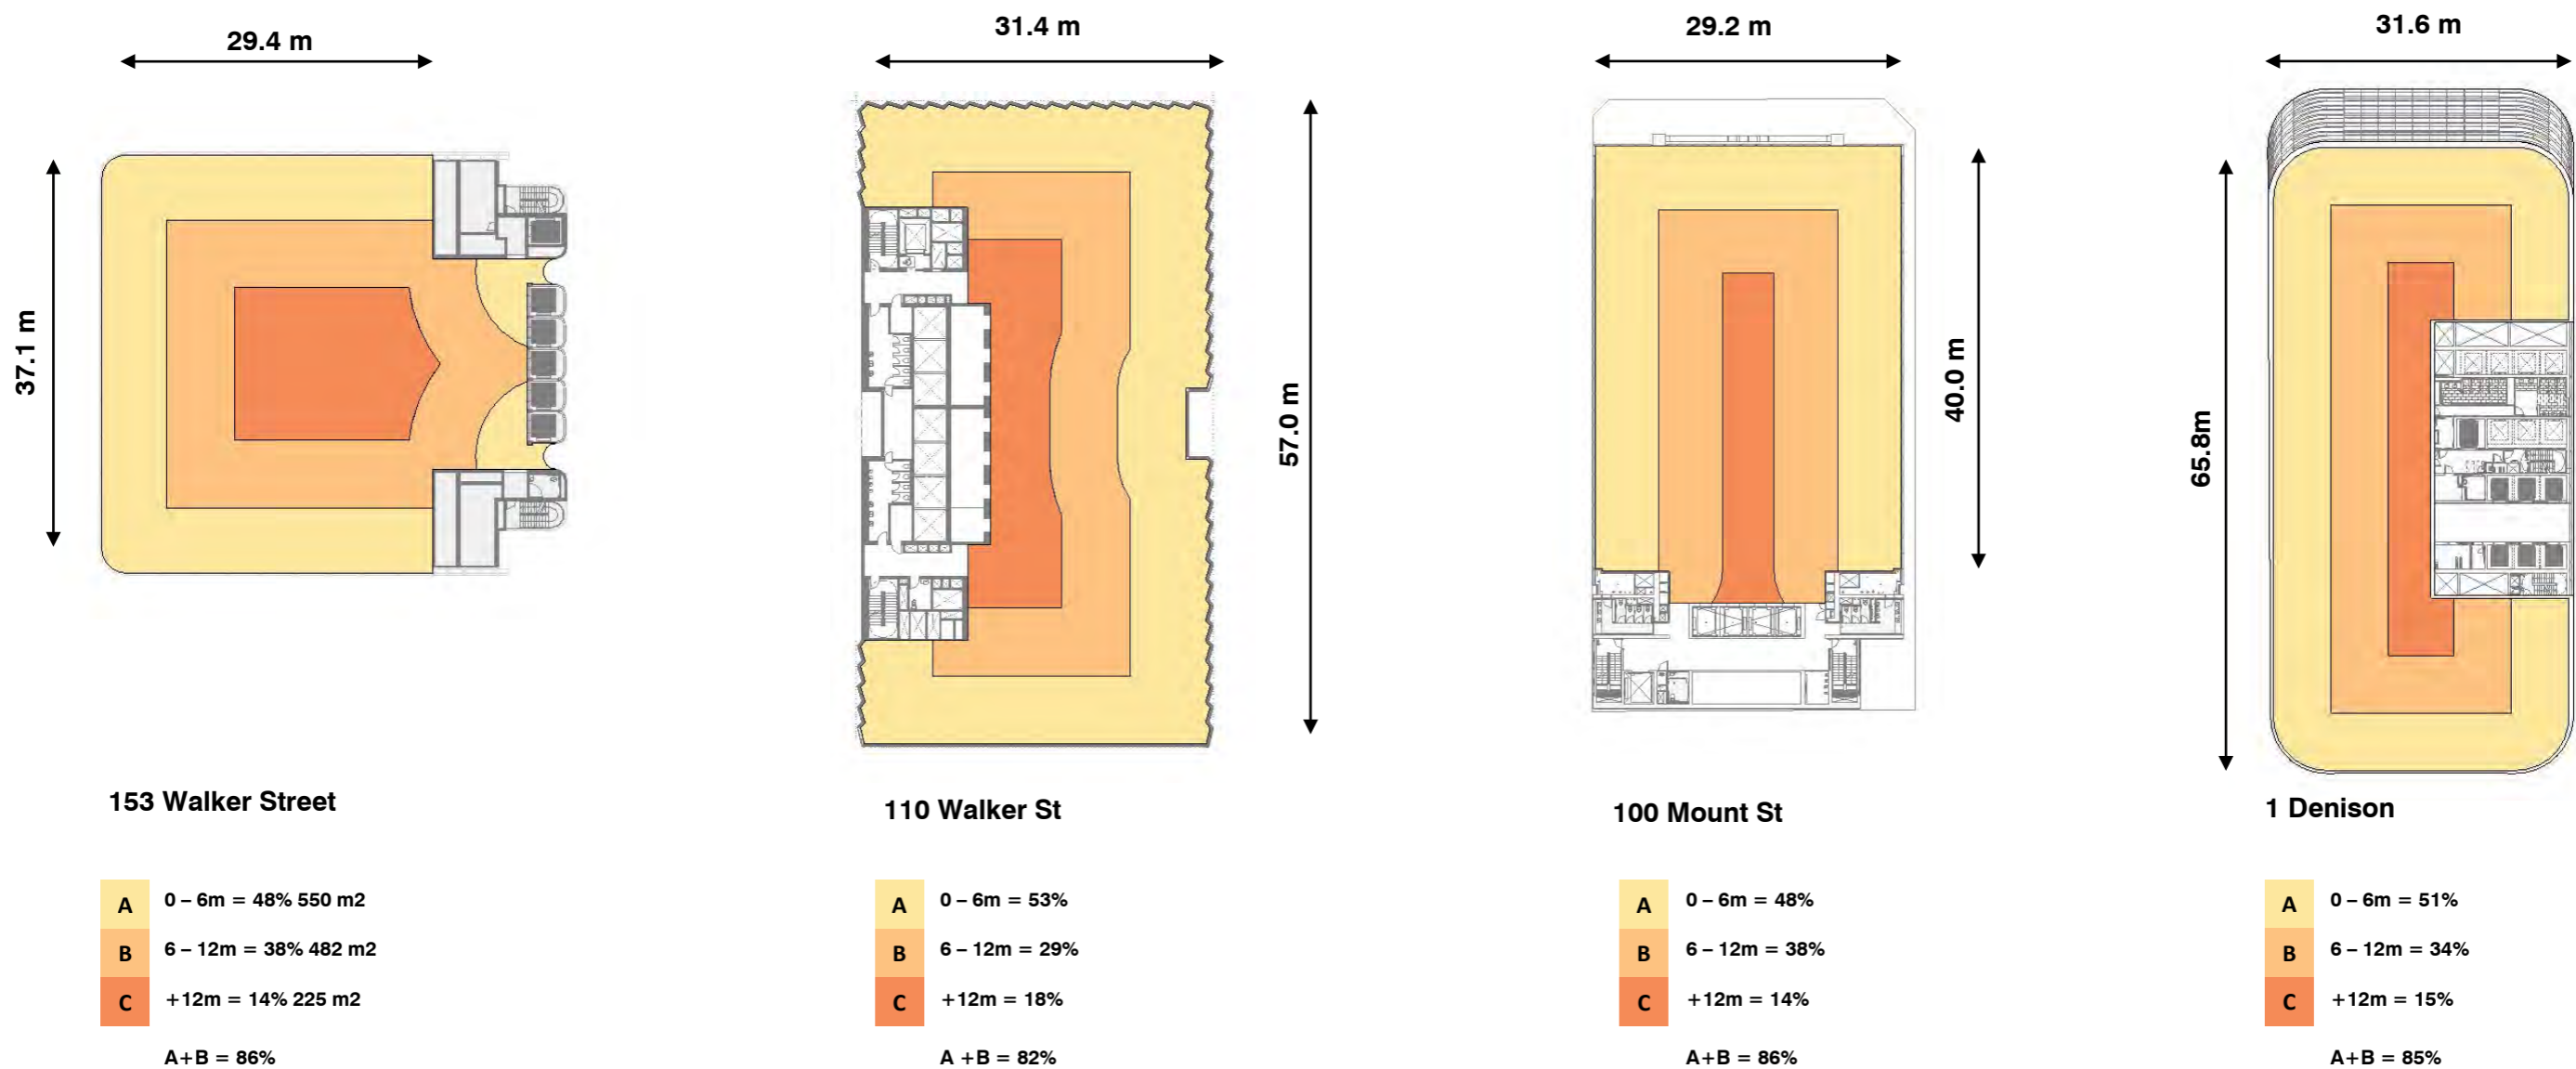 29.4 m
37.1 m
153 Walker Street
A 0 – 6m = 48% 550 m2
B 6 – 12m = 38% 482 m2
C +12m = 14% 225 m2
A+B = 86%
31.4 m
57.0 m
110 Walker St
A 0 – 6m = 53%
B 6 – 12m = 29%
C +12m = 18%
A +B = 82%
29.2 m
40.0 m
100 Mount St
A 0 – 6m = 48%
B 6 – 12m = 38%
C +12m = 14%
A+B = 86%
31.6 m
65.8m
1 Denison
A 0 – 6m = 51%
B 6 – 12m = 34%
C +12m = 15%
A+B = 85%